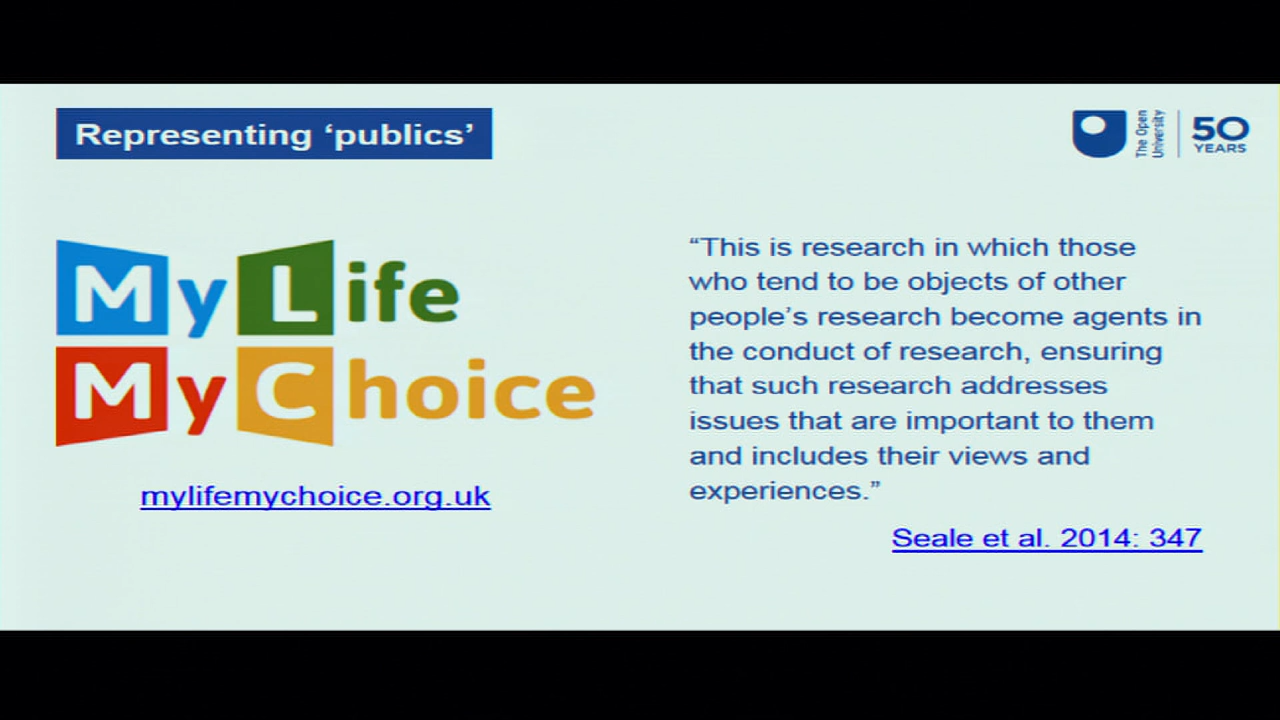 Representing ‘publics’
The Open
University
50
YEARS
My Life
My Choice
mylifemychoice.org.uk
“This is research in which those
who tend to be objects of other
people’s research become agents in
the conduct of research, ensuring
that such research addresses
issues that are important to them
and includes their views and
experiences.”
Seale et al. 2014: 347